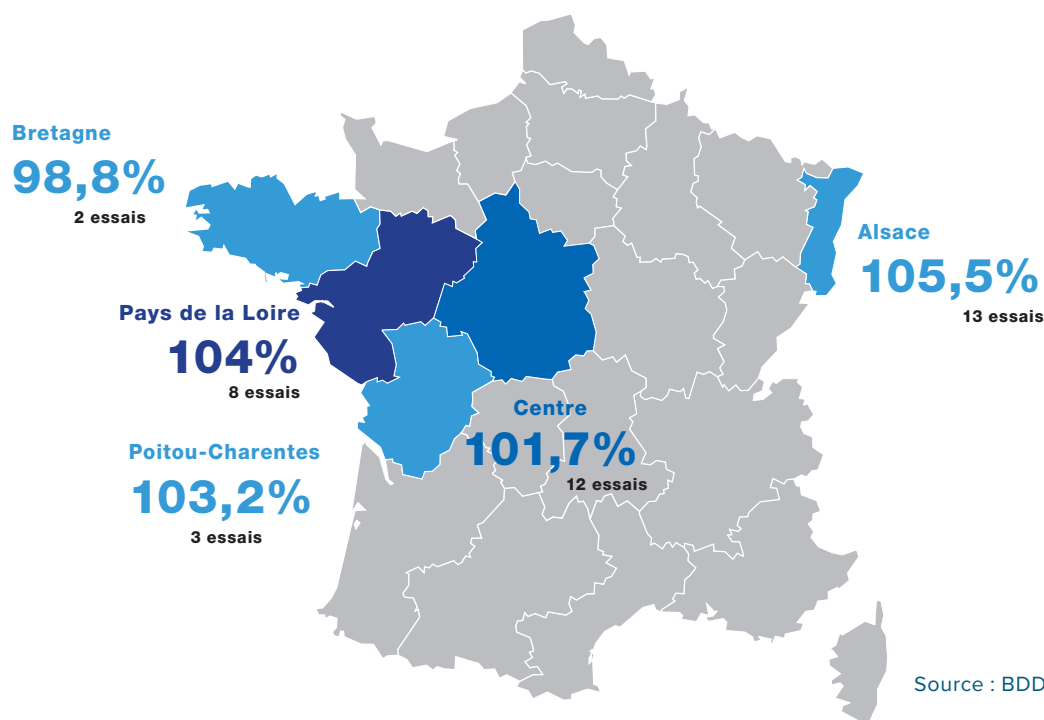 Bretagne
98,8%
2 essais
Alsace
105,5%
13 essais
Pays de la Loire
104%
8 essais
Centre
101,7%
12 essais
Poitou-Charentes
103,2%
3 essais
Source : BDD